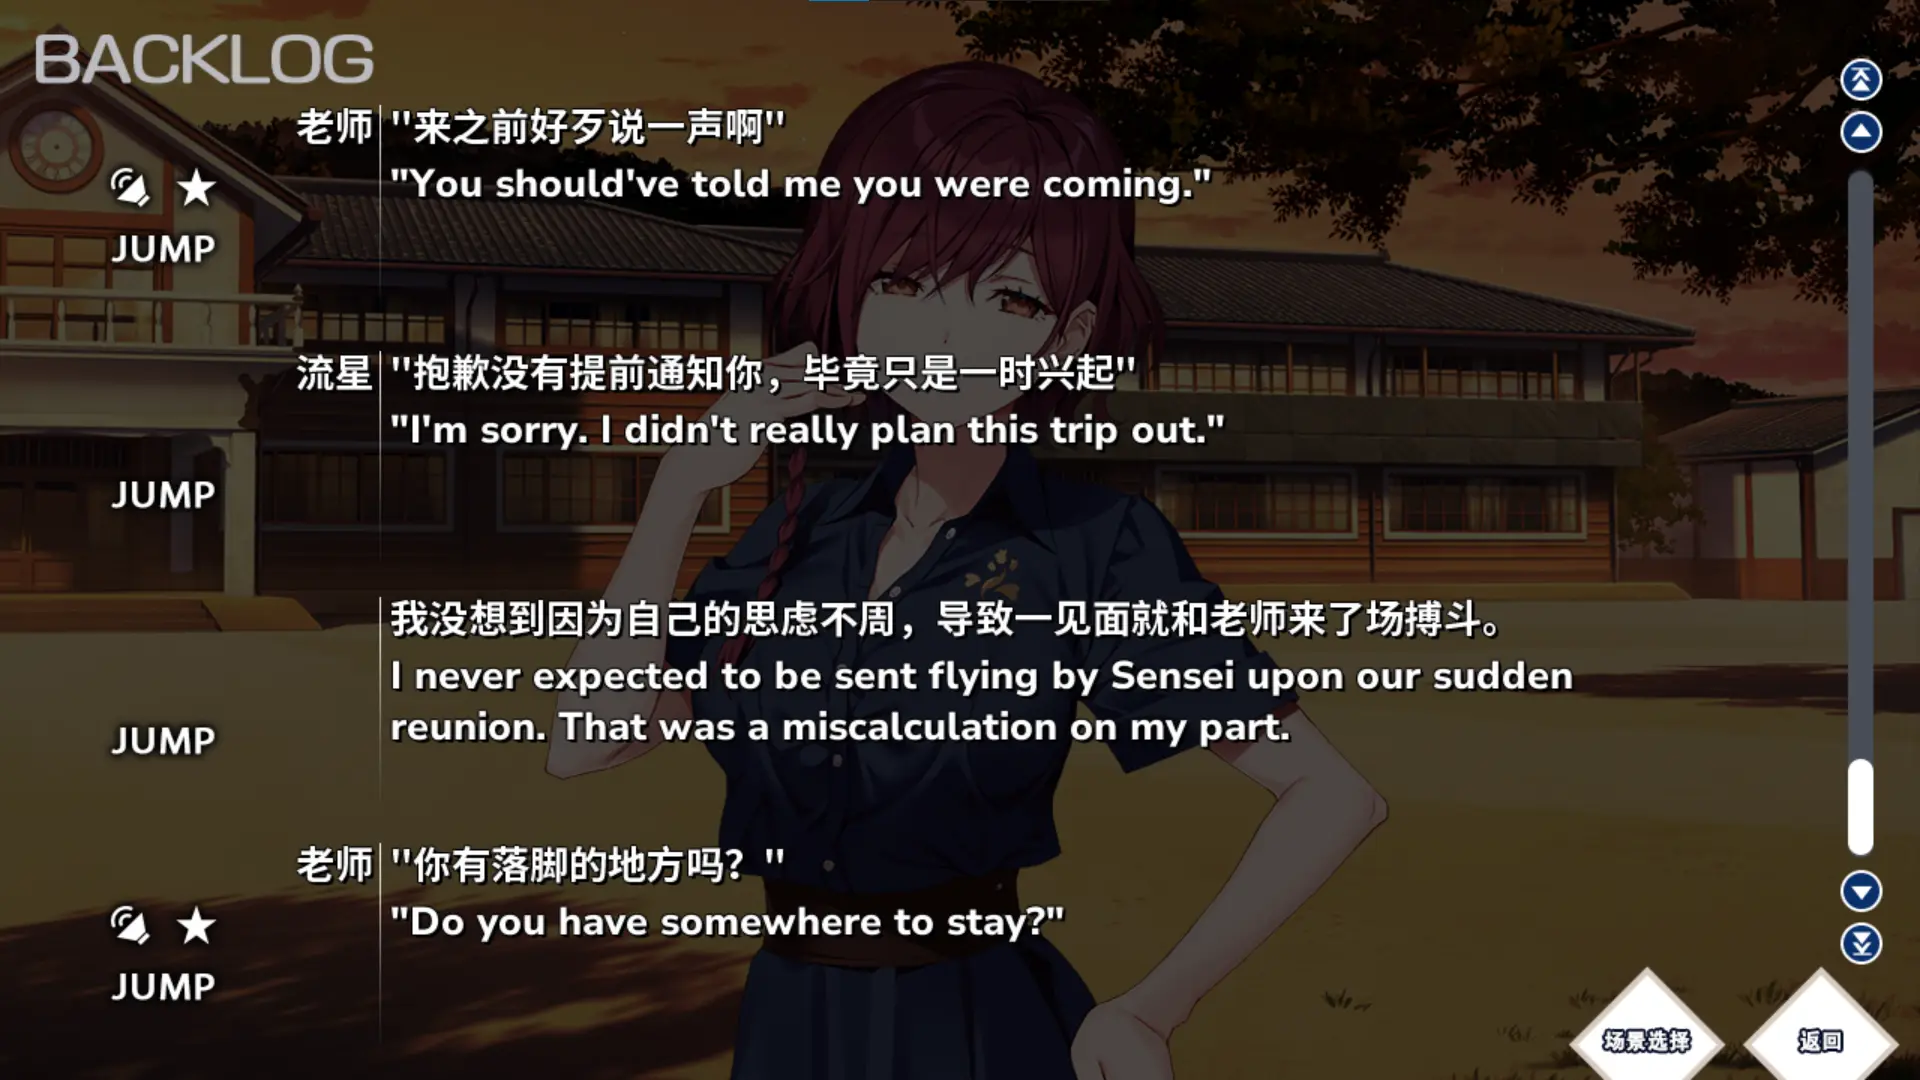 BACKLOG
老师
''来之前好歹说一声啊''
"You should've told me you were coming."
JUMP
流星
''抱歉没有提前通知你，毕竟只是一时兴起''
"I'm sorry. I didn't really plan this trip out."
JUMP
我没想到因为自己的思虑不周，导致一见面就和老师来了场搏斗。
I never expected to be sent flying by Sensei upon our sudden
reunion. That was a miscalculation on my part.
JUMP
老师
''你有落脚的地方吗？''
"Do you have somewhere to stay?"
JUMP
场景选择
返回